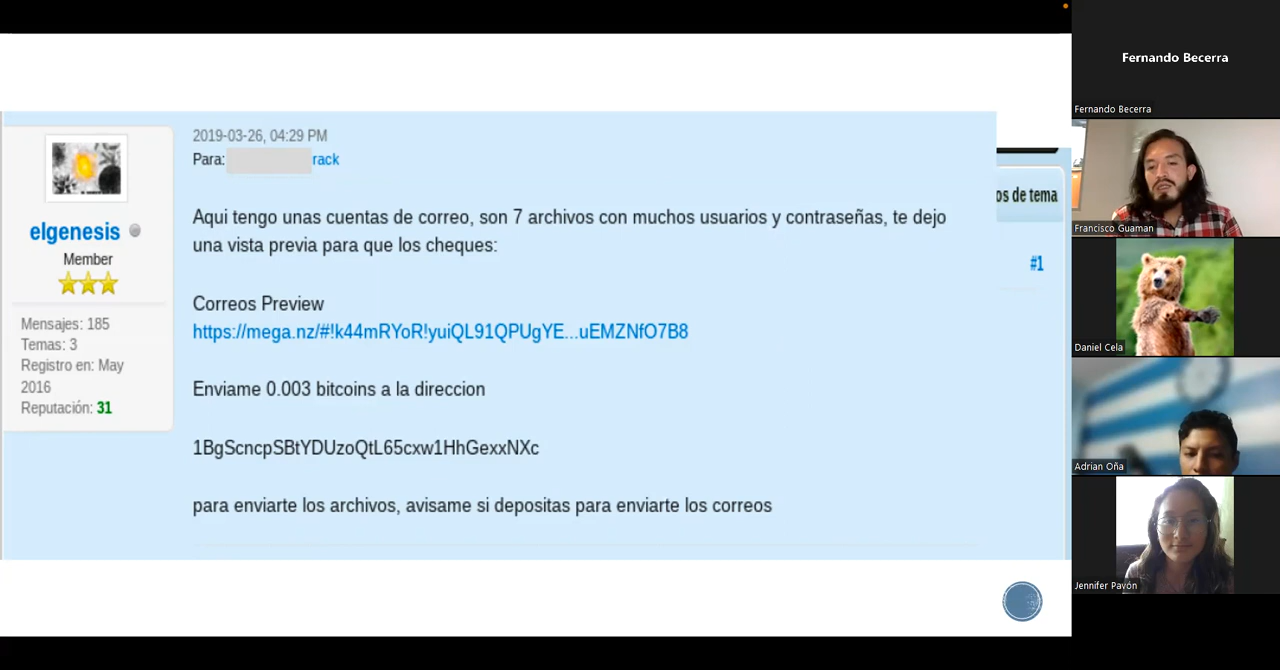 2019-03-26, 04:29 PM
Para: rack
elgenesis
Member
Mensajes: 185
Temas: 3
Registro en: May
2016
Reputación: 31
Aqui tengo unas cuentas de correo, son 7 archivos con muchos usuarios y contraseñas, te dejo
una vista previa para que los cheques:
Correos Preview
https://mega.nz/#!k44mRYoR!yuiQL91QPUgYE...uEMZNfO7B8
Enviame 0.003 bitcoins a la direccion
1BgScncpSBtYDUzoQtL65cxw1HhGexxNXc
para enviarte los archivos, avisame si depositas para enviarte los correos
os de tema
#1
Fernando Becerra
Fernando Becerra
Francisco Guaman
Daniel Cela
Adrian Oña
Jennifer Pavón